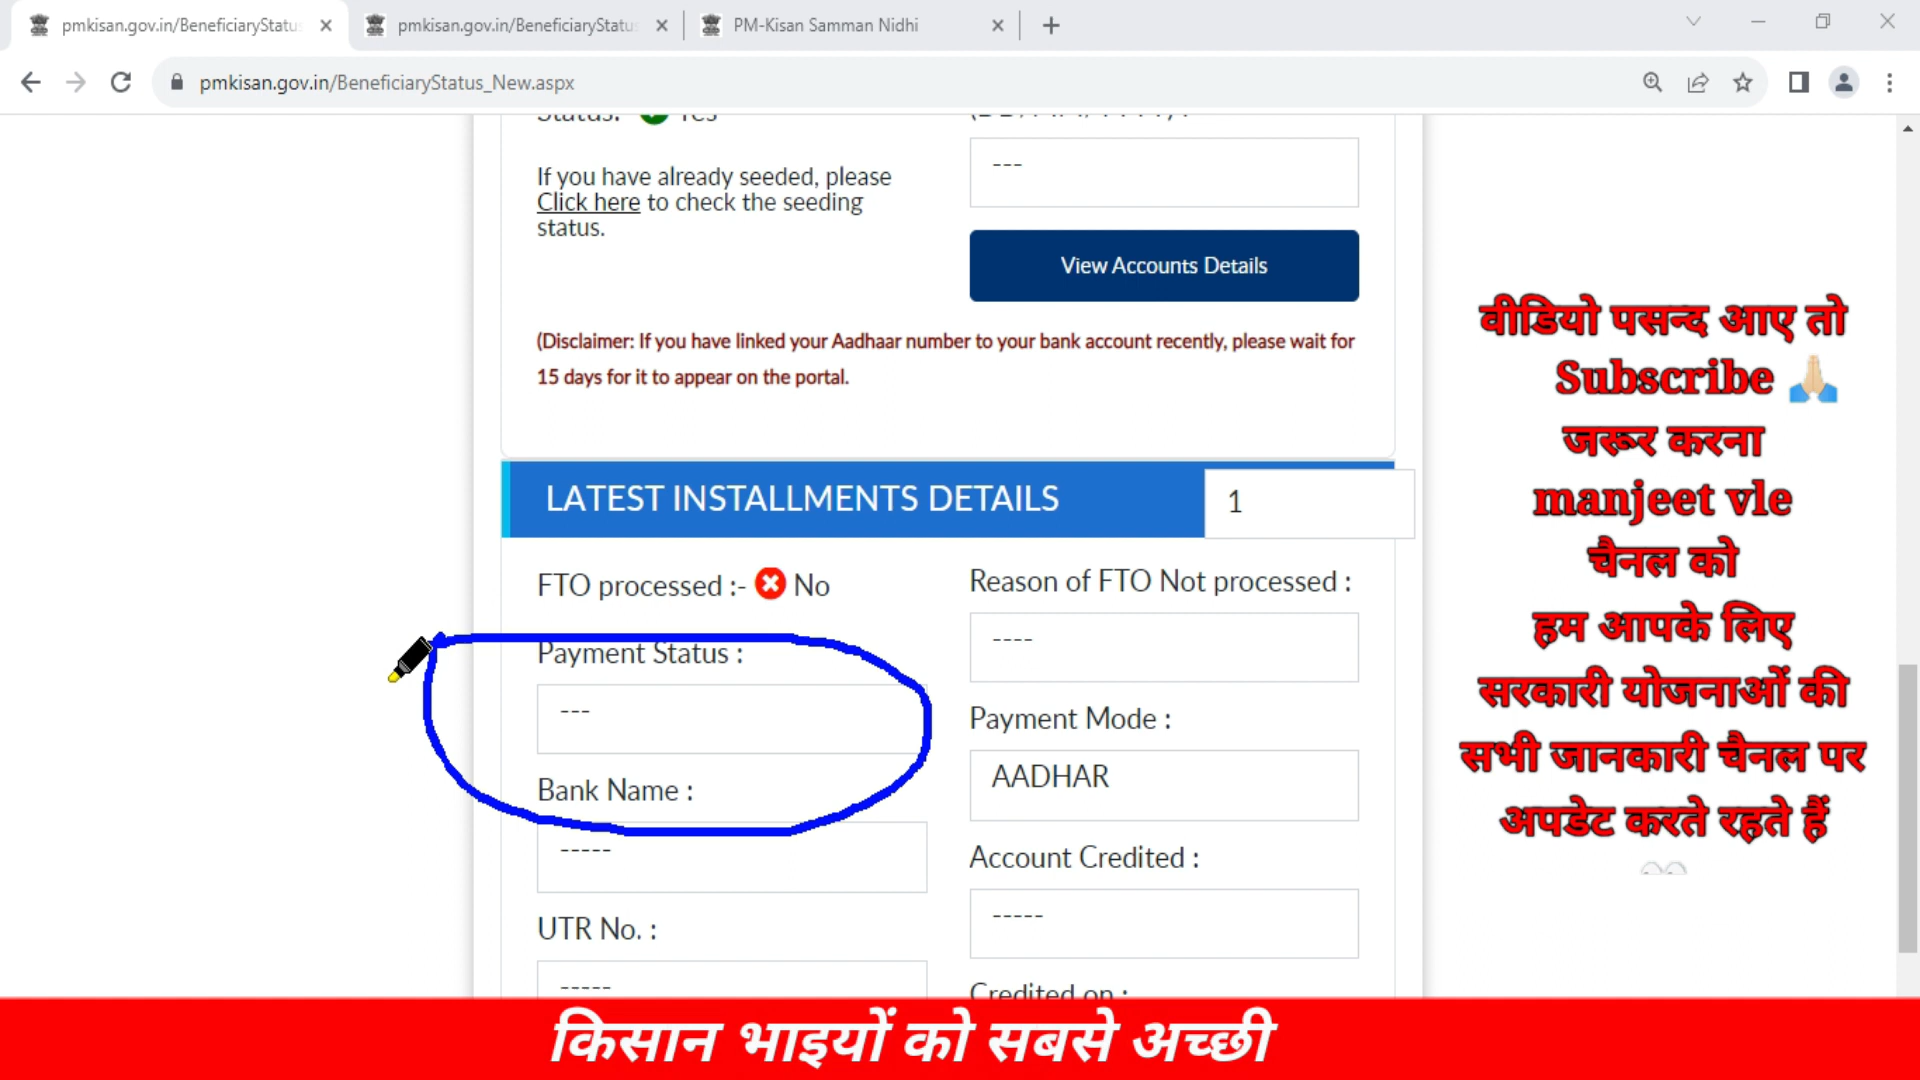 pmkisan.gov.in/BeneficiaryStatu
pmkisan.gov.in/BeneficiaryStatu
PM-Kisan Samman Nidhi
pmkisan.gov.in/BeneficiaryStatus_New.aspx
Status: Yes
If you have already seeded, please
Click here to check the seeding
status.
---
View Accounts Details
(Disclaimer: If you have linked your Aadhaar number to your bank account recently, please wait for
15 days for it to appear on the portal.
LATEST INSTALLMENTS DETAILS
1
FTO processed :- No
Reason of FTO Not processed :
----
Payment Status :
---
Payment Mode :
AADHAR
Bank Name :
-----
Account Credited :
-----
UTR No. :
-----
Credited on :
वीडियो पसन्द आए तो
Subscribe 🙏🏻
जरूर करना
manjeet vle
चैनल को
हम आपके लिए
सरकारी योजनाओं की
सभी जानकारी चैनल पर
अपडेट करते रहते हैं
किसान भाइयों को सबसे अच्छी